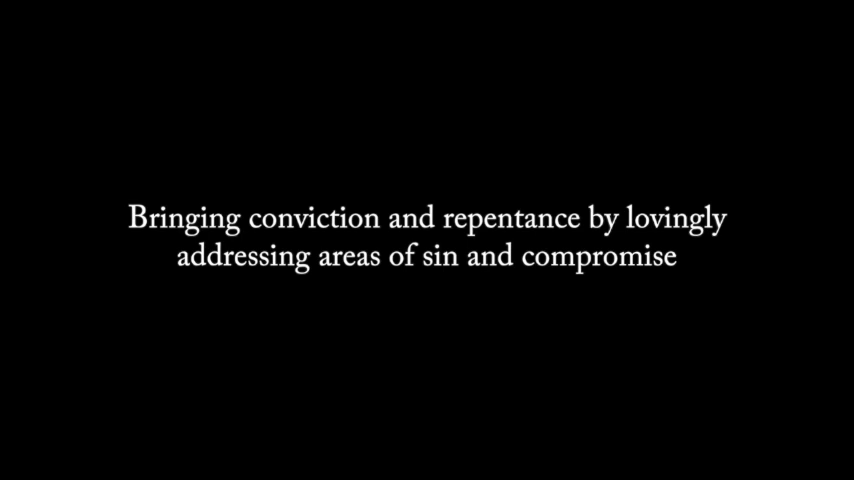 Bringing conviction and repentance by lovingly
addressing areas of sin and compromise